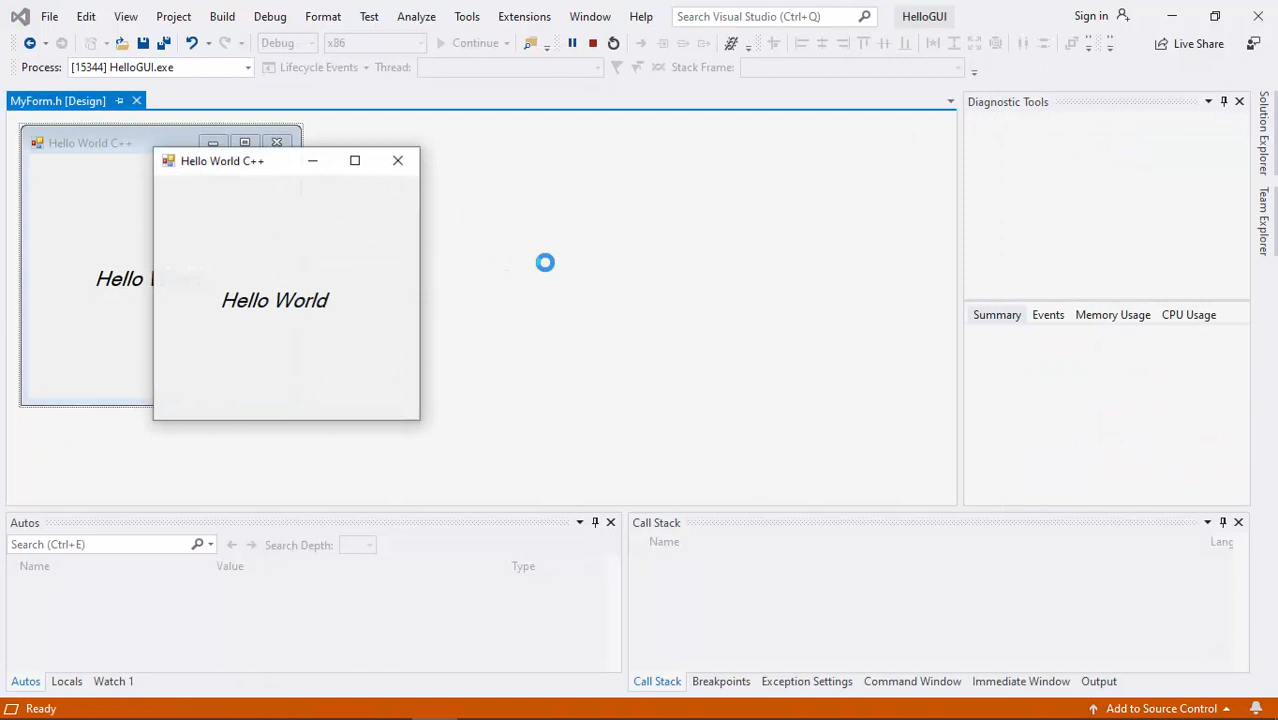 File Edit View Project Build Debug Format Test Analyze Tools Extensions Window Help Search Visual Studio (Ctrl+Q) HelloGUI Sign in
Debug x86 Continue Live Share
Process: [15344] HelloGUI.exe Lifecycle Events Thread: Stack Frame:
MyForm.h [Design] Diagnostic Tools
Hello World C++
Hello World C++
Hello
Hello World
Solution Explorer
Team Explorer
Summary Events Memory Usage CPU Usage
Autos Call Stack
Search (Ctrl+E) Search Depth: Name Lang
Name Value Type
Autos Locals Watch 1 Call Stack Breakpoints Exception Settings Command Window Immediate Window Output
Ready Add to Source Control